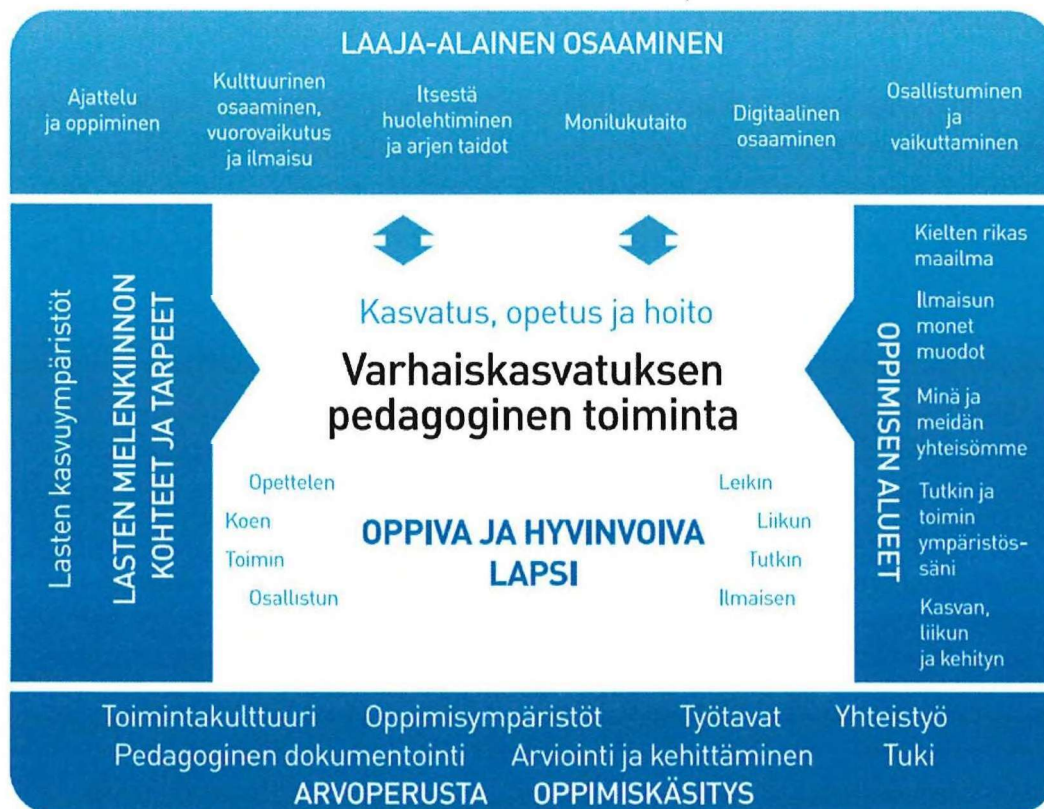 LAAJA-ALAINEN OSAAMINEN
Ajattelu
ja oppiminen
Kulttuurinen
osaaminen,
vuorovaikutus
ja ilmaisu
Itsestä
huolehtiminen
ja arjen taidot
Monilukutaito
Digitaalinen
osaaminen
Osallistuminen
ja
vaikuttaminen
Lasten kasvuympäristöt
LASTEN MIELENKIINNON
KOHTEET JA TARPEET
Kasvatus, opetus ja hoito
Varhaiskasvatuksen
pedagoginen toiminta
Opettelen
Koen
Toimin
Osallistun
OPPIVA JA HYVINVOIVA
LAPSI
Leikin
Liikun
Tutkin
Ilmaisen
OPPIMISEN ALUEET
Kielten rikas
maailma
Ilmaisun
monet
muodot
Minä ja
meidän
yhteisömme
Tutkin ja
toimin
ympäristös-
säni
Kasvan,
liikun
ja kehityn
Toimintakulttuuri Oppimisympäristöt Työtavat Yhteistyö
Pedagoginen dokumentointi Arviointi ja kehittäminen Tuki
ARVOPERUSTA OPPIMISKÄSITYS